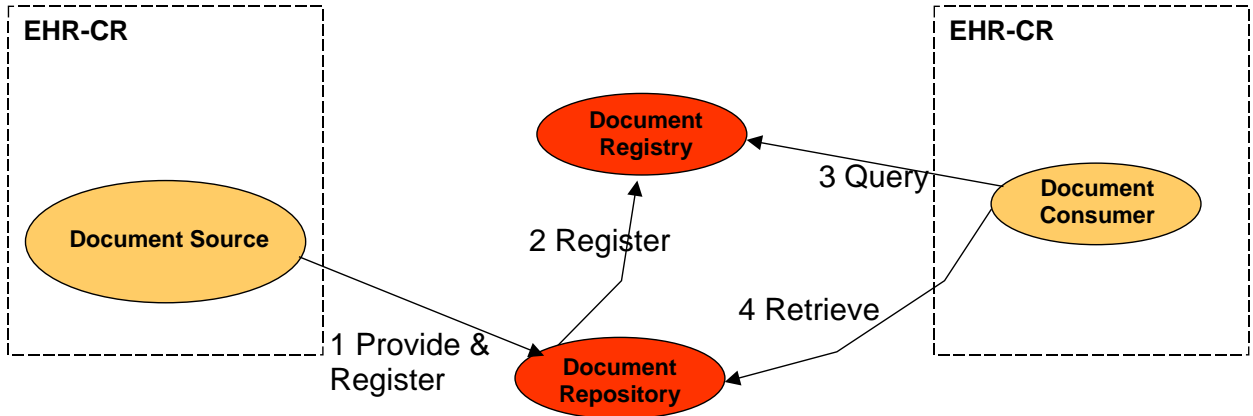 EHR-CR
EHR-CR
Document
Registry
3 Query
Document
Consumer
Document Source
2 Register
4 Retrieve
1 Provide &
Register
Document
Repository